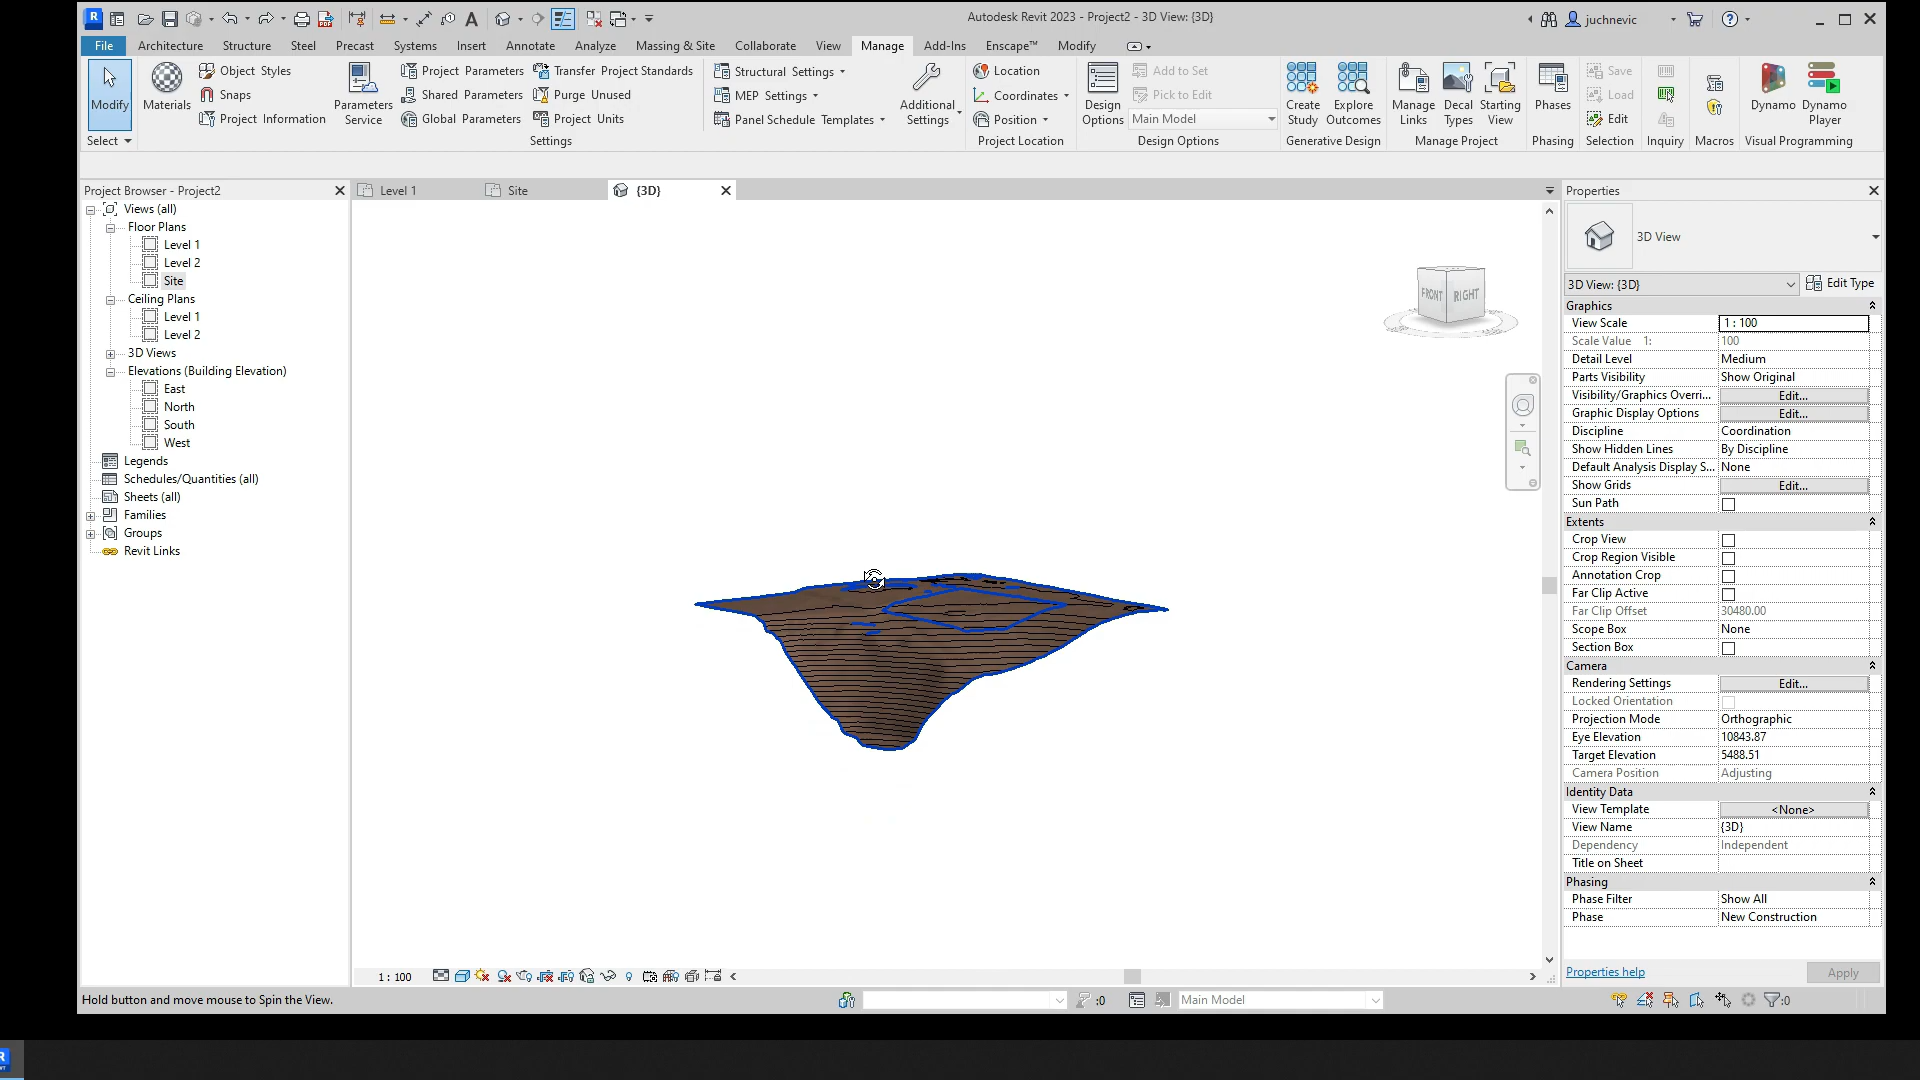 Autodesk Revit 2023 - Project2 - 3D View: {3D}
juchnevic
File Architecture Structure Steel Precast Systems Insert Annotate Analyze Massing & Site Collaborate View Manage Add-Ins Enscape™ Modify
Modify
Select
Materials
Object Styles
Snaps
Project Information
Parameters Service
Project Parameters
Shared Parameters
Global Parameters
Transfer Project Standards
Purge Unused
Project Units
Settings
Structural Settings
MEP Settings
Panel Schedule Templates
Additional Settings
Location
Coordinates
Position
Project Location
Design Options
Add to Set
Pick to Edit
Main Model
Design Options
Create Study
Explore Outcomes
Generative Design
Manage Links
Decal Types
Starting View
Manage Project
Phases
Phasing
Save
Load
Edit
Selection
Inquiry
Macros
Dynamo
Dynamo Player
Visual Programming
Project Browser - Project2
Views (all)
Floor Plans
Level 1
Level 2
Site
Ceiling Plans
Level 1
Level 2
3D Views
Elevations (Building Elevation)
East
North
South
West
Legends
Schedules/Quantities (all)
Sheets (all)
Families
Groups
Revit Links
Level 1
Site
{3D}
FRONT RIGHT
Properties
3D View
3D View: {3D}
Edit Type
Graphics
View Scale 1 : 100
Scale Value 1: 100
Detail Level Medium
Parts Visibility Show Original
Visibility/Graphics Overri... Edit...
Graphic Display Options Edit...
Discipline Coordination
Show Hidden Lines By Discipline
Default Analysis Display S... None
Show Grids Edit...
Sun Path
Extents
Crop View
Crop Region Visible
Annotation Crop
Far Clip Active
Far Clip Offset 30480.00
Scope Box None
Section Box
Camera
Rendering Settings Edit...
Locked Orientation
Projection Mode Orthographic
Eye Elevation 10843.87
Target Elevation 5488.51
Camera Position Adjusting
Identity Data
View Template <None>
View Name {3D}
Dependency Independent
Title on Sheet
Phasing
Phase Filter Show All
Phase New Construction
Properties help
Apply
1 : 100
Hold button and move mouse to Spin the View.
:0
Main Model
:0